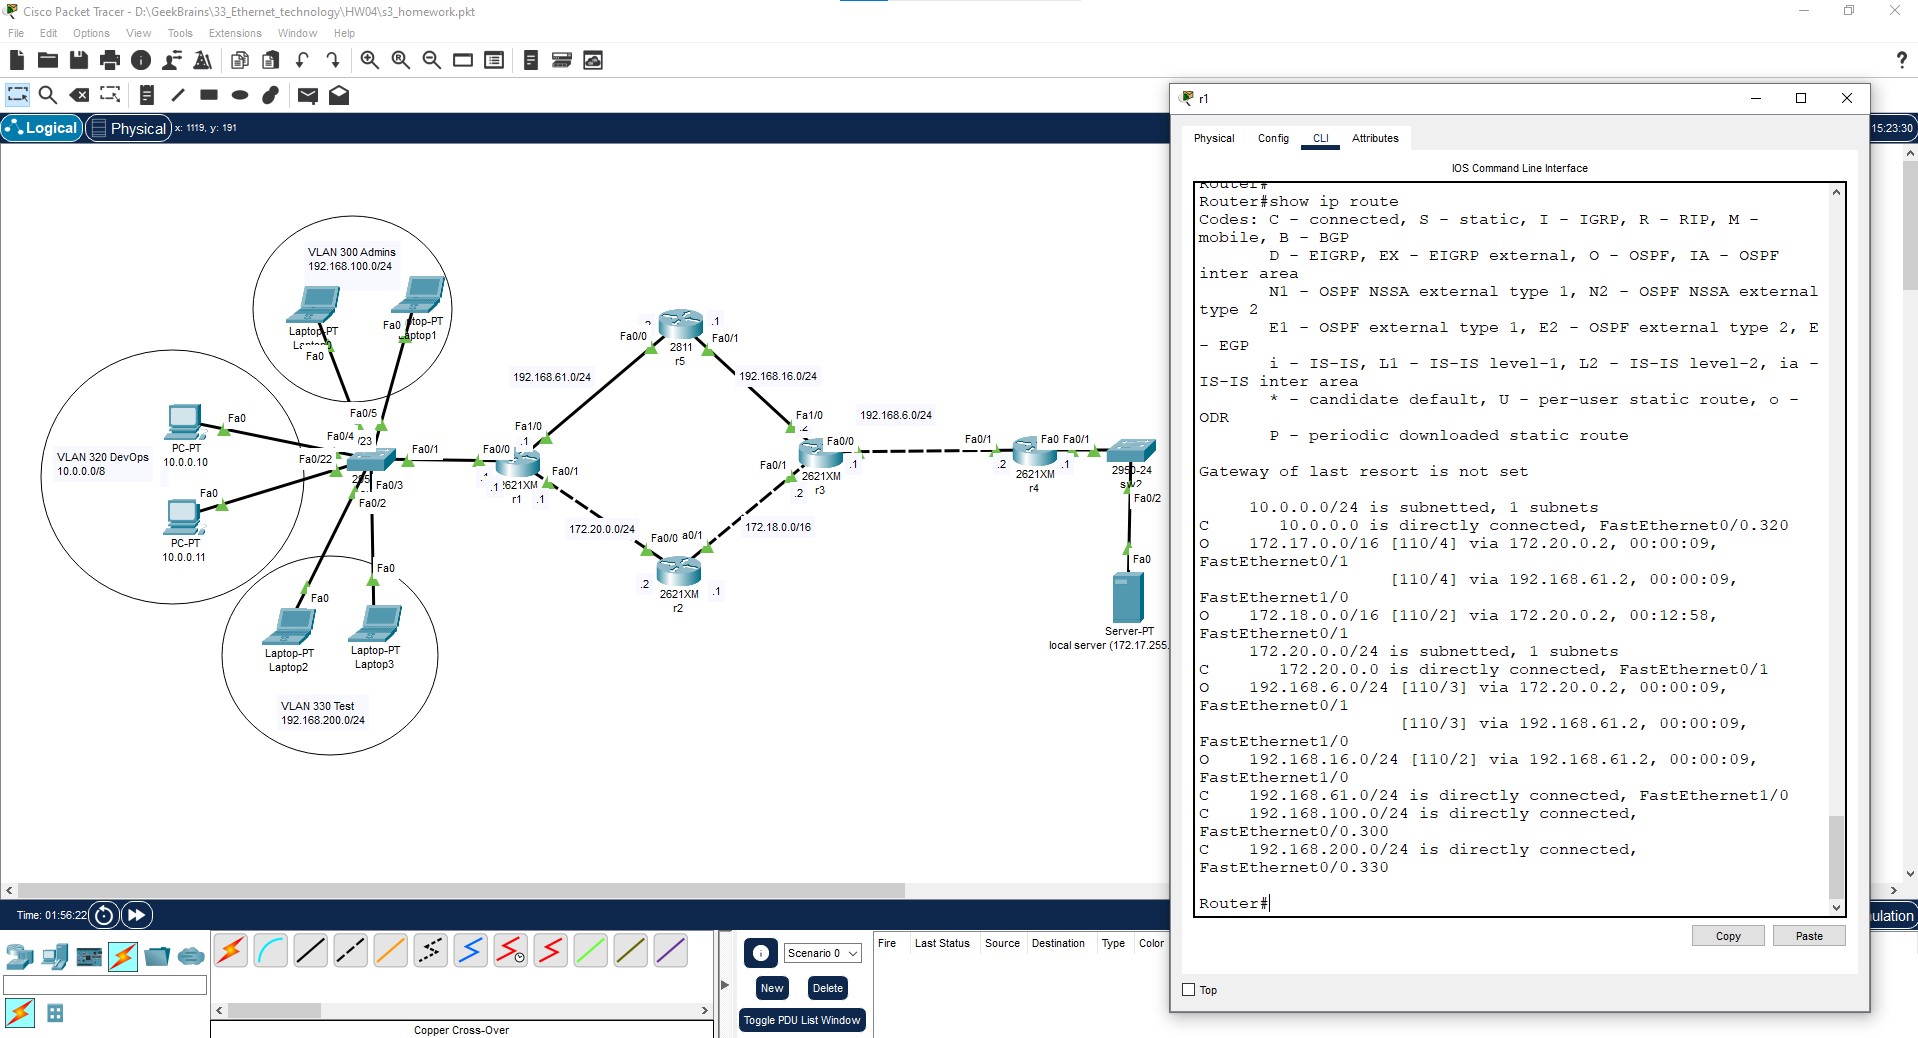 Cisco Packet Tracer - D:\GeekBrains\33_Ethernet_technology\HW04\s3_homework.pkt
File Edit Options View Tools Extensions Window Help
Logical Physical x: 1119, y: 191
15:23:30
VLAN 300 Admins
192.168.100.0/24
Laptop-PT
Fa0
Fa0
ptop-PT
aptop1
VLAN 320 DevOps
10.0.0.0/8
PC-PT
10.0.0.10
Fa0
PC-PT
10.0.0.11
Fa0
Fa0/5
Fa0/4
/23
Fa0/22
Fa0/1
Fa0/3
Fa0/2
Fa0
Fa0
Laptop-PT
Laptop2
Laptop-PT
Laptop3
VLAN 330 Test
192.168.200.0/24
Fa0/0
Fa1/0
.1
Fa0/1
.1
.1
2621XM
r1
192.168.61.0/24
Fa0/0
.1
Fa0/1
2811
r5
192.168.16.0/24
172.20.0.0/24
Fa0/0
a0/1
.2
2621XM
r2
.1
172.18.0.0/16
Fa1/0
.2
Fa0/0
.1
Fa0/1
.2
2621XM
r3
192.168.6.0/24
Fa0/1
.2
Fa0
Fa0/1
.1
2621XM
r4
2950-24
sw2
Fa0/2
Fa0
Server-PT
local server (172.17.255.
r1
Physical Config CLI Attributes
IOS Command Line Interface
Router#
Router#show ip route
Codes: C - connected, S - static, I - IGRP, R - RIP, M -
mobile, B - BGP
D - EIGRP, EX - EIGRP external, O - OSPF, IA - OSPF
inter area
N1 - OSPF NSSA external type 1, N2 - OSPF NSSA external
type 2
E1 - OSPF external type 1, E2 - OSPF external type 2, E
- EGP
i - IS-IS, L1 - IS-IS level-1, L2 - IS-IS level-2, ia -
IS-IS inter area
* - candidate default, U - per-user static route, o -
ODR
P - periodic downloaded static route
Gateway of last resort is not set
10.0.0.0/24 is subnetted, 1 subnets
C 10.0.0.0 is directly connected, FastEthernet0/0.320
O 172.17.0.0/16 [110/4] via 172.20.0.2, 00:00:09,
FastEthernet0/1
[110/4] via 192.168.61.2, 00:00:09,
FastEthernet1/0
O 172.18.0.0/16 [110/2] via 172.20.0.2, 00:12:58,
FastEthernet0/1
172.20.0.0/24 is subnetted, 1 subnets
C 172.20.0.0 is directly connected, FastEthernet0/1
O 192.168.6.0/24 [110/3] via 172.20.0.2, 00:00:09,
FastEthernet0/1
[110/3] via 192.168.61.2, 00:00:09,
FastEthernet1/0
O 192.168.16.0/24 [110/2] via 192.168.61.2, 00:00:09,
FastEthernet1/0
C 192.168.61.0/24 is directly connected, FastEthernet1/0
C 192.168.100.0/24 is directly connected,
FastEthernet0/0.300
C 192.168.200.0/24 is directly connected,
FastEthernet0/0.330
Router#
Copy Paste
Top
Time: 01:56:22
ulation
Scenario 0
New Delete
Toggle PDU List Window
Fire Last Status Source Destination Type Color
Copper Cross-Over